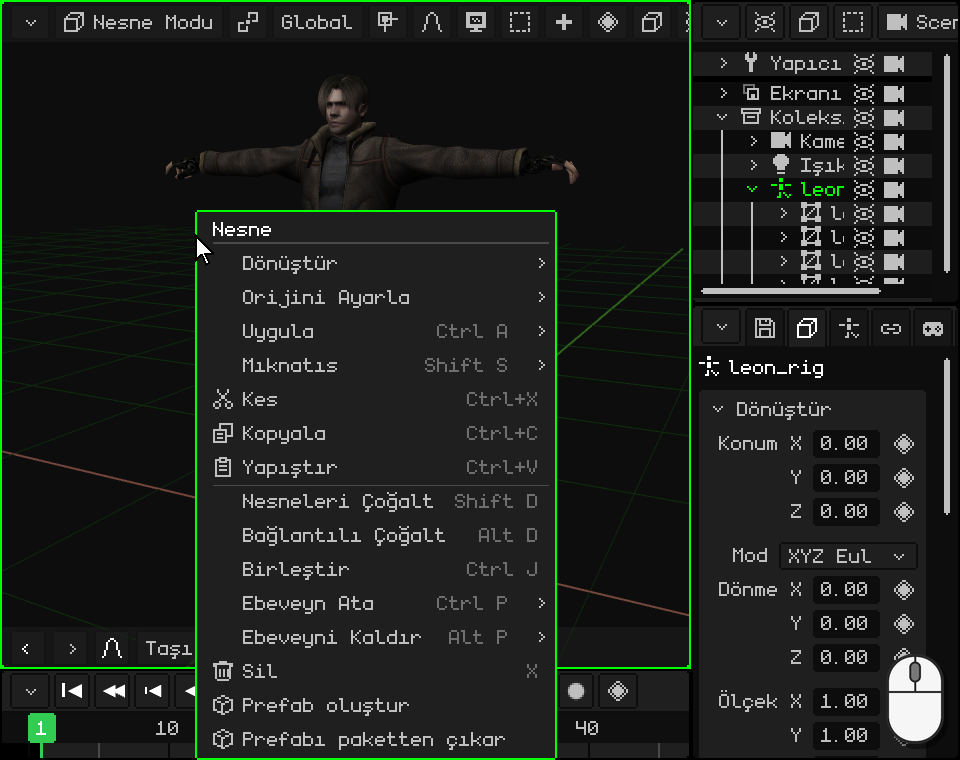 Nesne Modu Global
Scen
Yapıcı
Ekranı
Koleks.
Kame
Işık
leor
Nesne
Dönüştür
Orijini Ayarla
Uygula Ctrl A
Mıknatıs Shift S
Kes Ctrl+X
Kopyala Ctrl+C
Yapıştır Ctrl+V
Nesneleri Çoğalt Shift D
Bağlantılı Çoğalt Alt D
Birleştir Ctrl J
Ebeveyn Ata Ctrl P
Ebeveyni Kaldır Alt P
Sil X
Prefab oluştur
Prefabı paketten çıkar
Taşı
1 10 40
leon_rig
Dönüştür
Konum X 0.00
Y 0.00
Z 0.00
Mod XYZ Eul
Dönme X 0.00
Y 0.00
Z 0.00
Ölçek X 1.00
Y 1.00